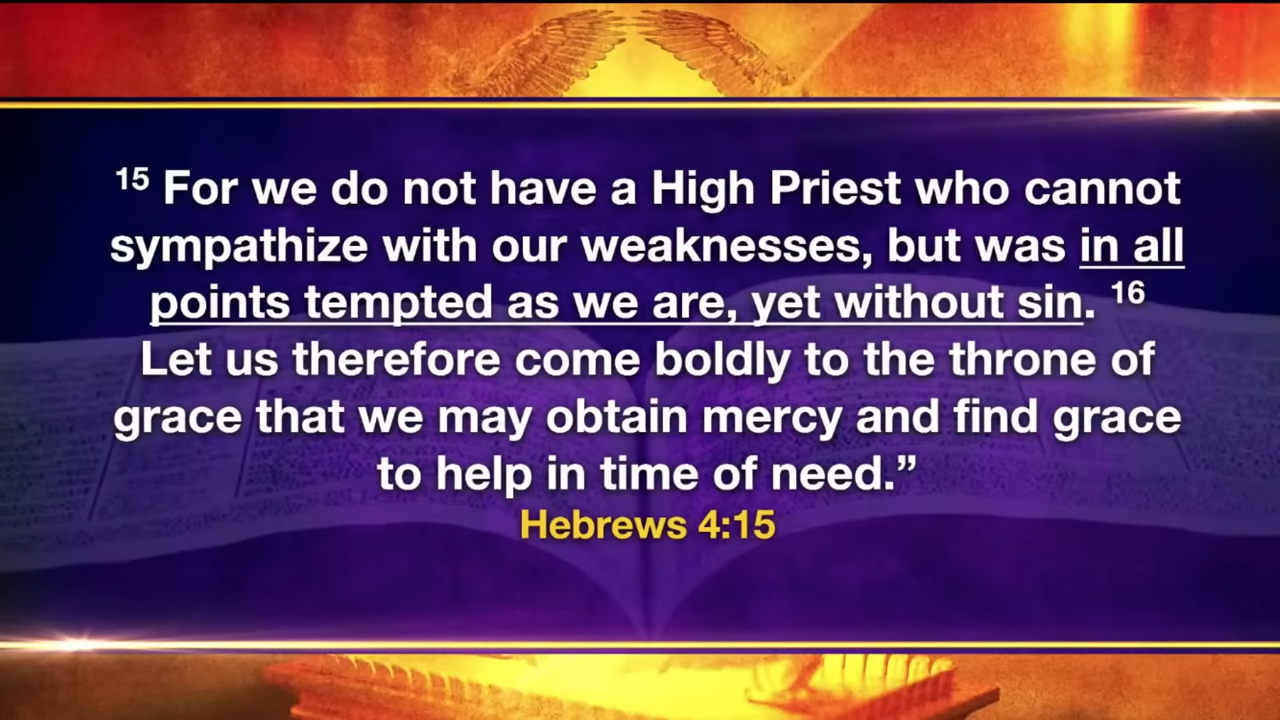 15 For we do not have a High Priest who cannot
sympathize with our weaknesses, but was in all
points tempted as we are, yet without sin. 16
Let us therefore come boldly to the throne of
grace that we may obtain mercy and find grace
to help in time of need.”
Hebrews 4:15